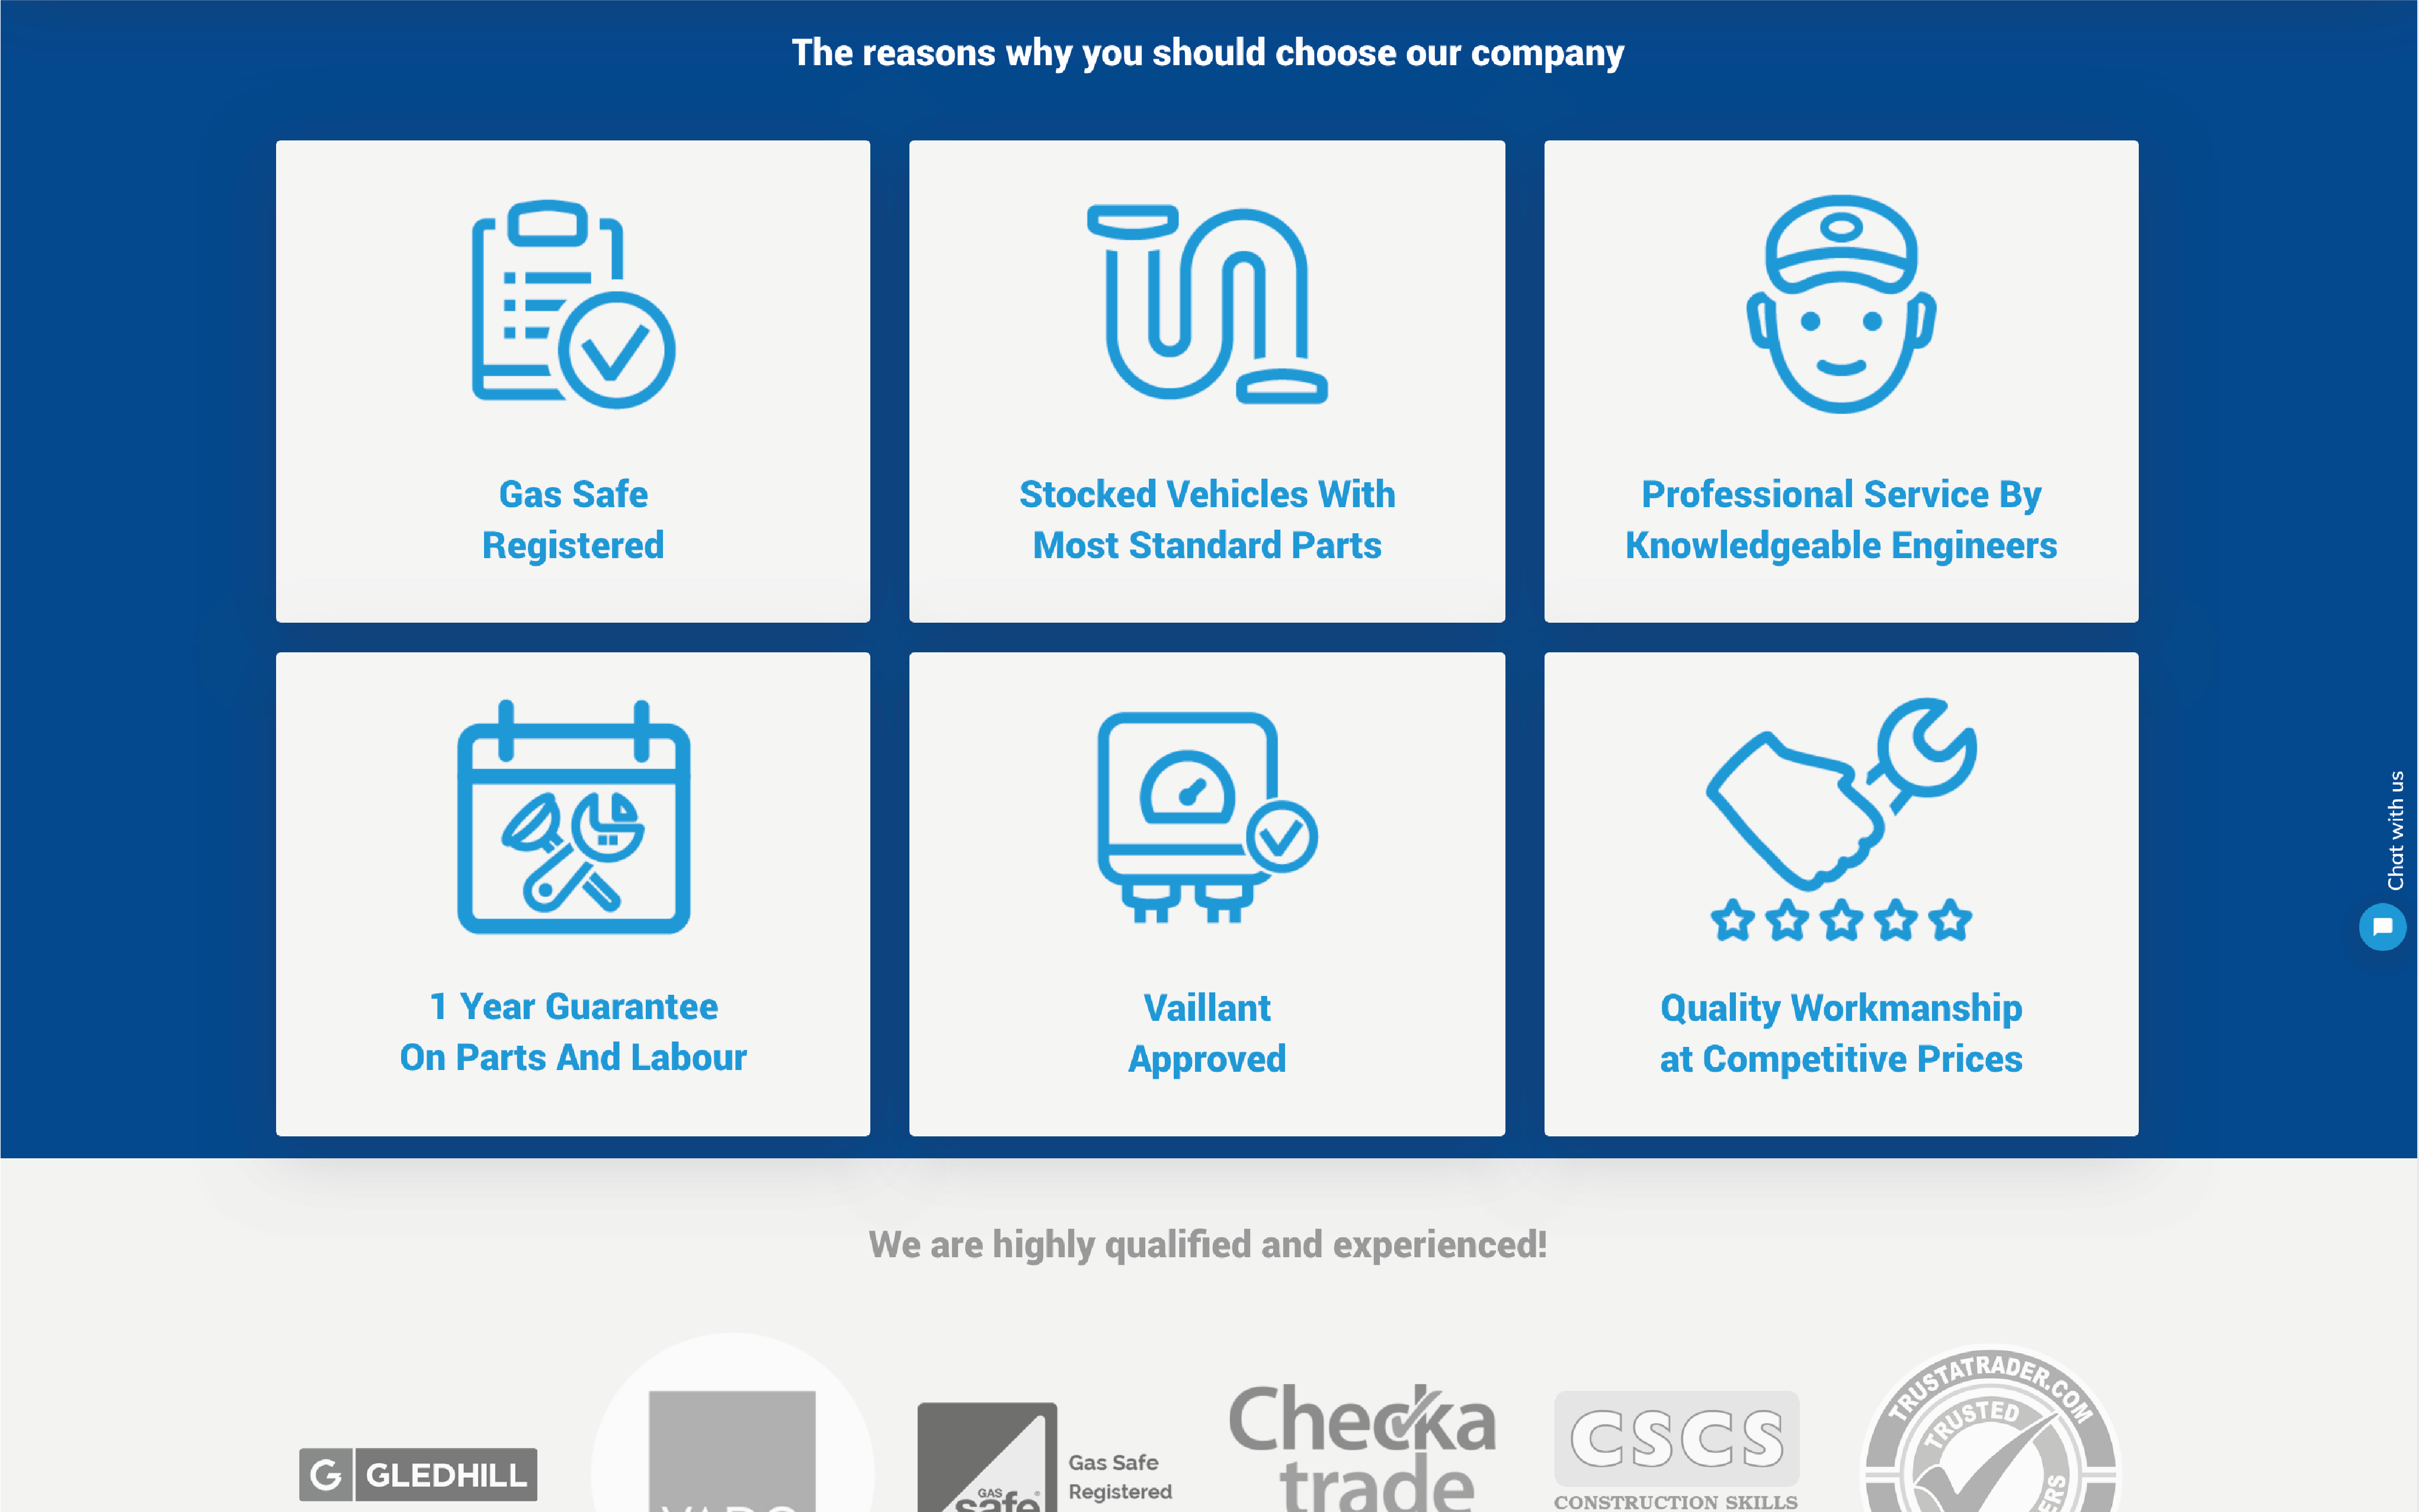 The reasons why you should choose our company
Gas Safe
Registered
Stocked Vehicles With
Most Standard Parts
Professional Service By
Knowledgeable Engineers
1 Year Guarantee
On Parts And Labour
Vaillant
Approved
Quality Workmanship
at Competitive Prices
Chat with us
We are highly qualified and experienced!
G GLEDHILL
GAS
safe
Gas Safe
Registered
Checka
trade
CSCS
CONSTRUCTION SKILLS
TRUSTATRADER.COM
TRUSTED